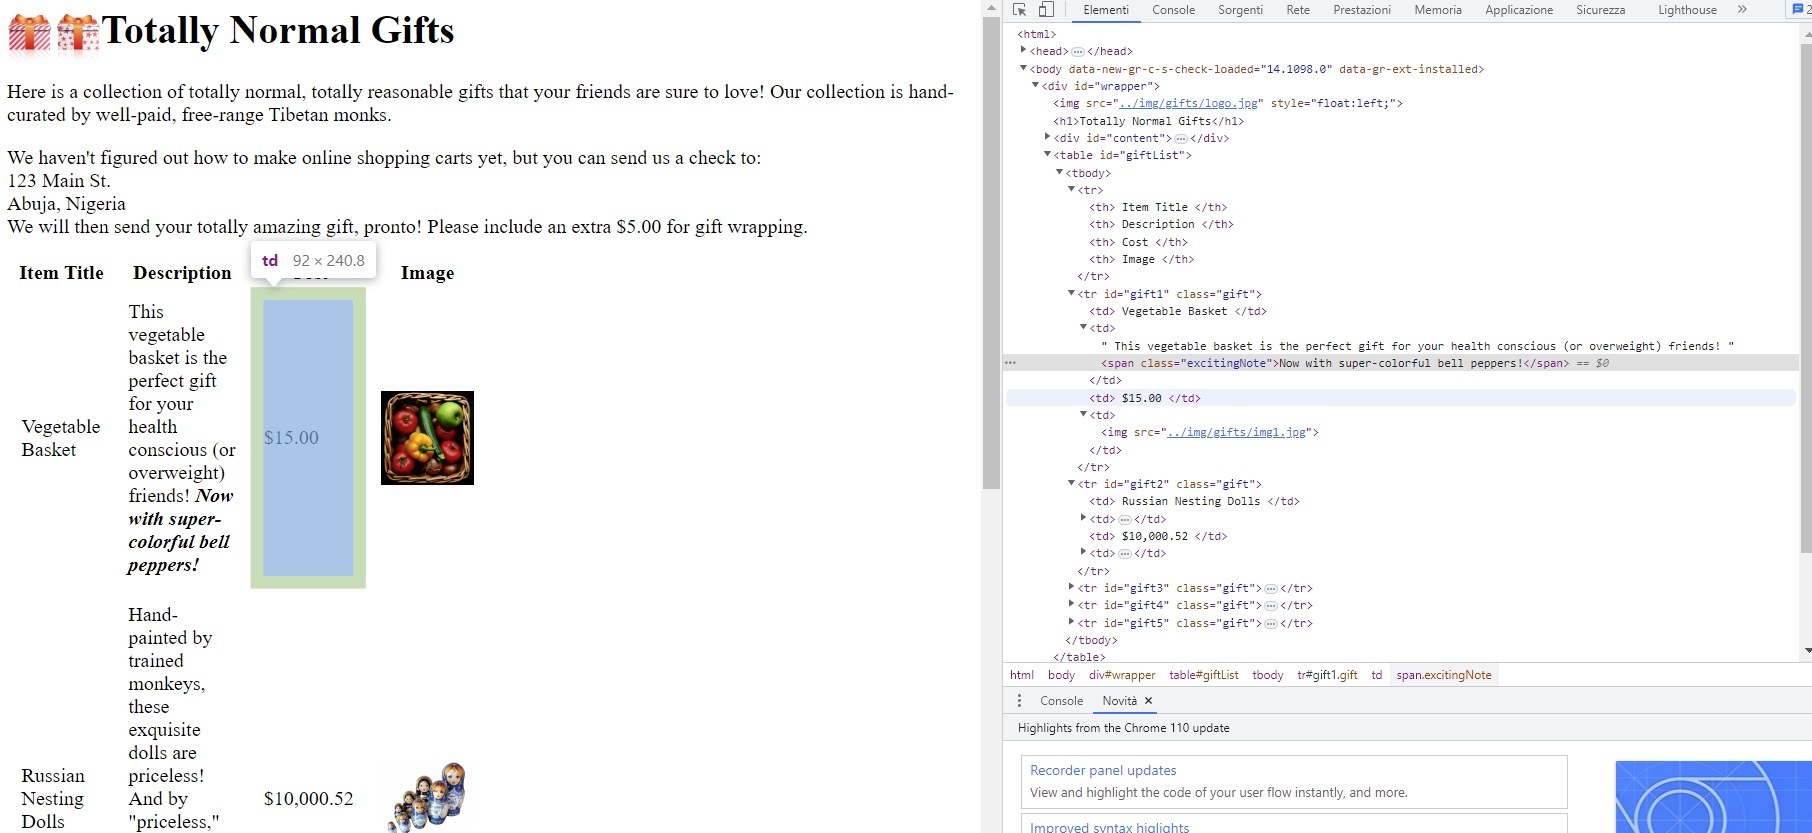 Totally Normal Gifts
Here is a collection of totally normal, totally reasonable gifts that your friends are sure to love! Our collection is hand-
curated by well-paid, free-range Tibetan monks.
We haven't figured out how to make online shopping carts yet, but you can send us a check to:
123 Main St.
Abuja, Nigeria
We will then send your totally amazing gift, pronto! Please include an extra $5.00 for gift wrapping.
td 92 × 240.8
Item Title Description Image
Vegetable
Basket
This
vegetable
basket is the
perfect gift
for your
health
conscious (or
overweight)
friends! Now
with super-
colorful bell
peppers!
$15.00
Russian
Nesting
Dolls
Hand-
painted by
trained
monkeys,
these
exquisite
dolls are
priceless!
And by
"priceless,"
$10,000.52
Elementi Console Sorgenti Rete Prestazioni Memoria Applicazione Sicurezza Lighthouse » 2
<html>
<head> ⋯ </head>
<body data-new-gr-c-s-check-loaded="14.1098.0" data-gr-ext-installed>
<div id="wrapper">
<img src="../img/gifts/logo.jpg" style="float:left;">
<h1>Totally Normal Gifts</h1>
<div id="content"> ⋯ </div>
<table id="giftList">
<tbody>
<tr>
<th> Item Title </th>
<th> Description </th>
<th> Cost </th>
<th> Image </th>
</tr>
<tr id="gift1" class="gift">
<td> Vegetable Basket </td>
<td>
" This vegetable basket is the perfect gift for your health conscious (or overweight) friends! "
⋯ <span class="excitingNote">Now with super-colorful bell peppers!</span> == $0
</td>
<td> $15.00 </td>
<td>
<img src="../img/gifts/img1.jpg">
</td>
</tr>
<tr id="gift2" class="gift">
<td> Russian Nesting Dolls </td>
<td> ⋯ </td>
<td> $10,000.52 </td>
<td> ⋯ </td>
</tr>
<tr id="gift3" class="gift"> ⋯ </tr>
<tr id="gift4" class="gift"> ⋯ </tr>
<tr id="gift5" class="gift"> ⋯ </tr>
</tbody>
</table>
html body div#wrapper table#giftList tbody tr#gift1.gift td span.excitingNote
Console Novità ×
Highlights from the Chrome 110 update
Recorder panel updates
View and highlight the code of your user flow instantly, and more.
Improved syntax higlights